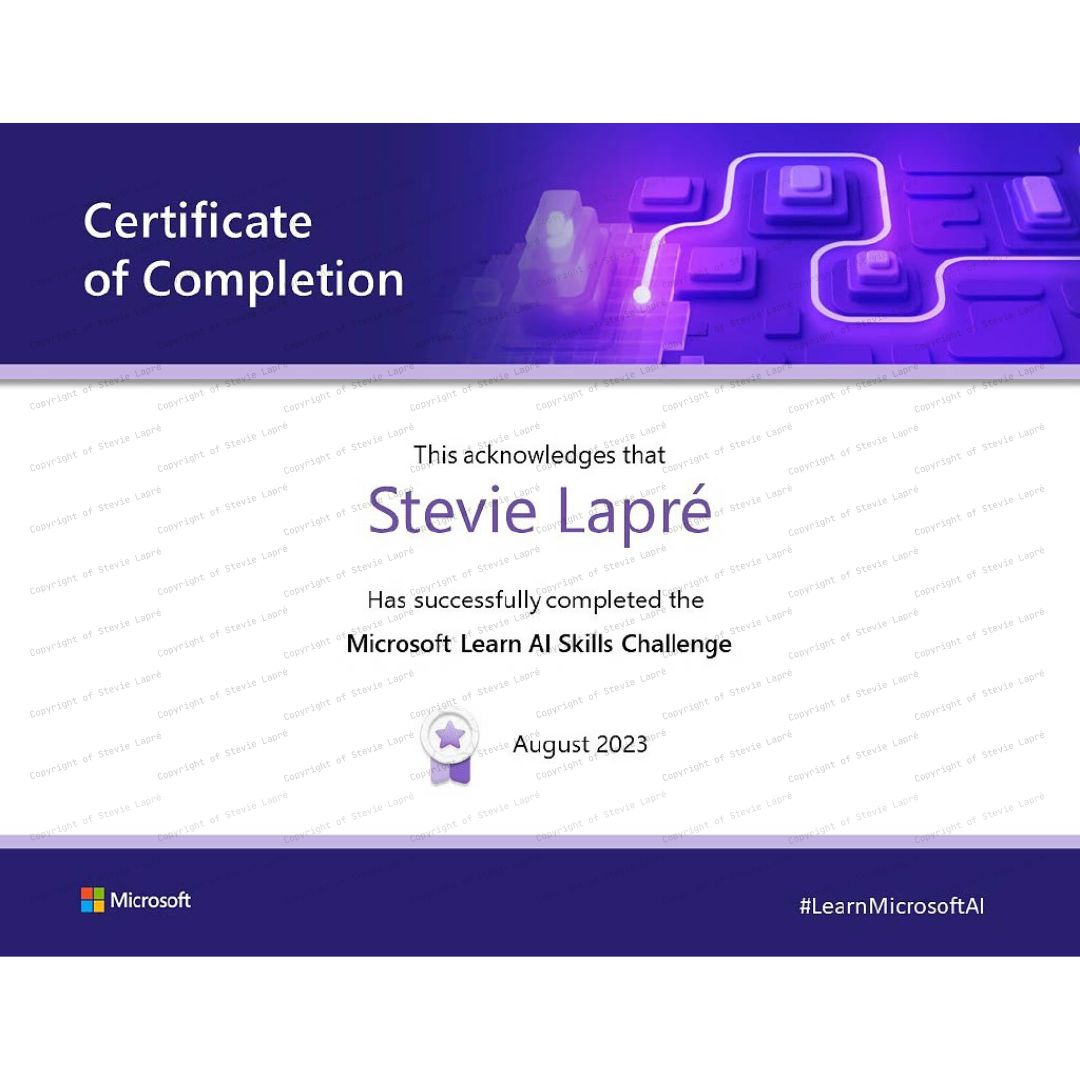 Certificate
of Completion
This acknowledges that
Stevie Lapré
Has successfully completed the
Microsoft Learn AI Skills Challenge
August 2023
Microsoft
#LearnMicrosoftAI
Copyright of Stevie Lapré